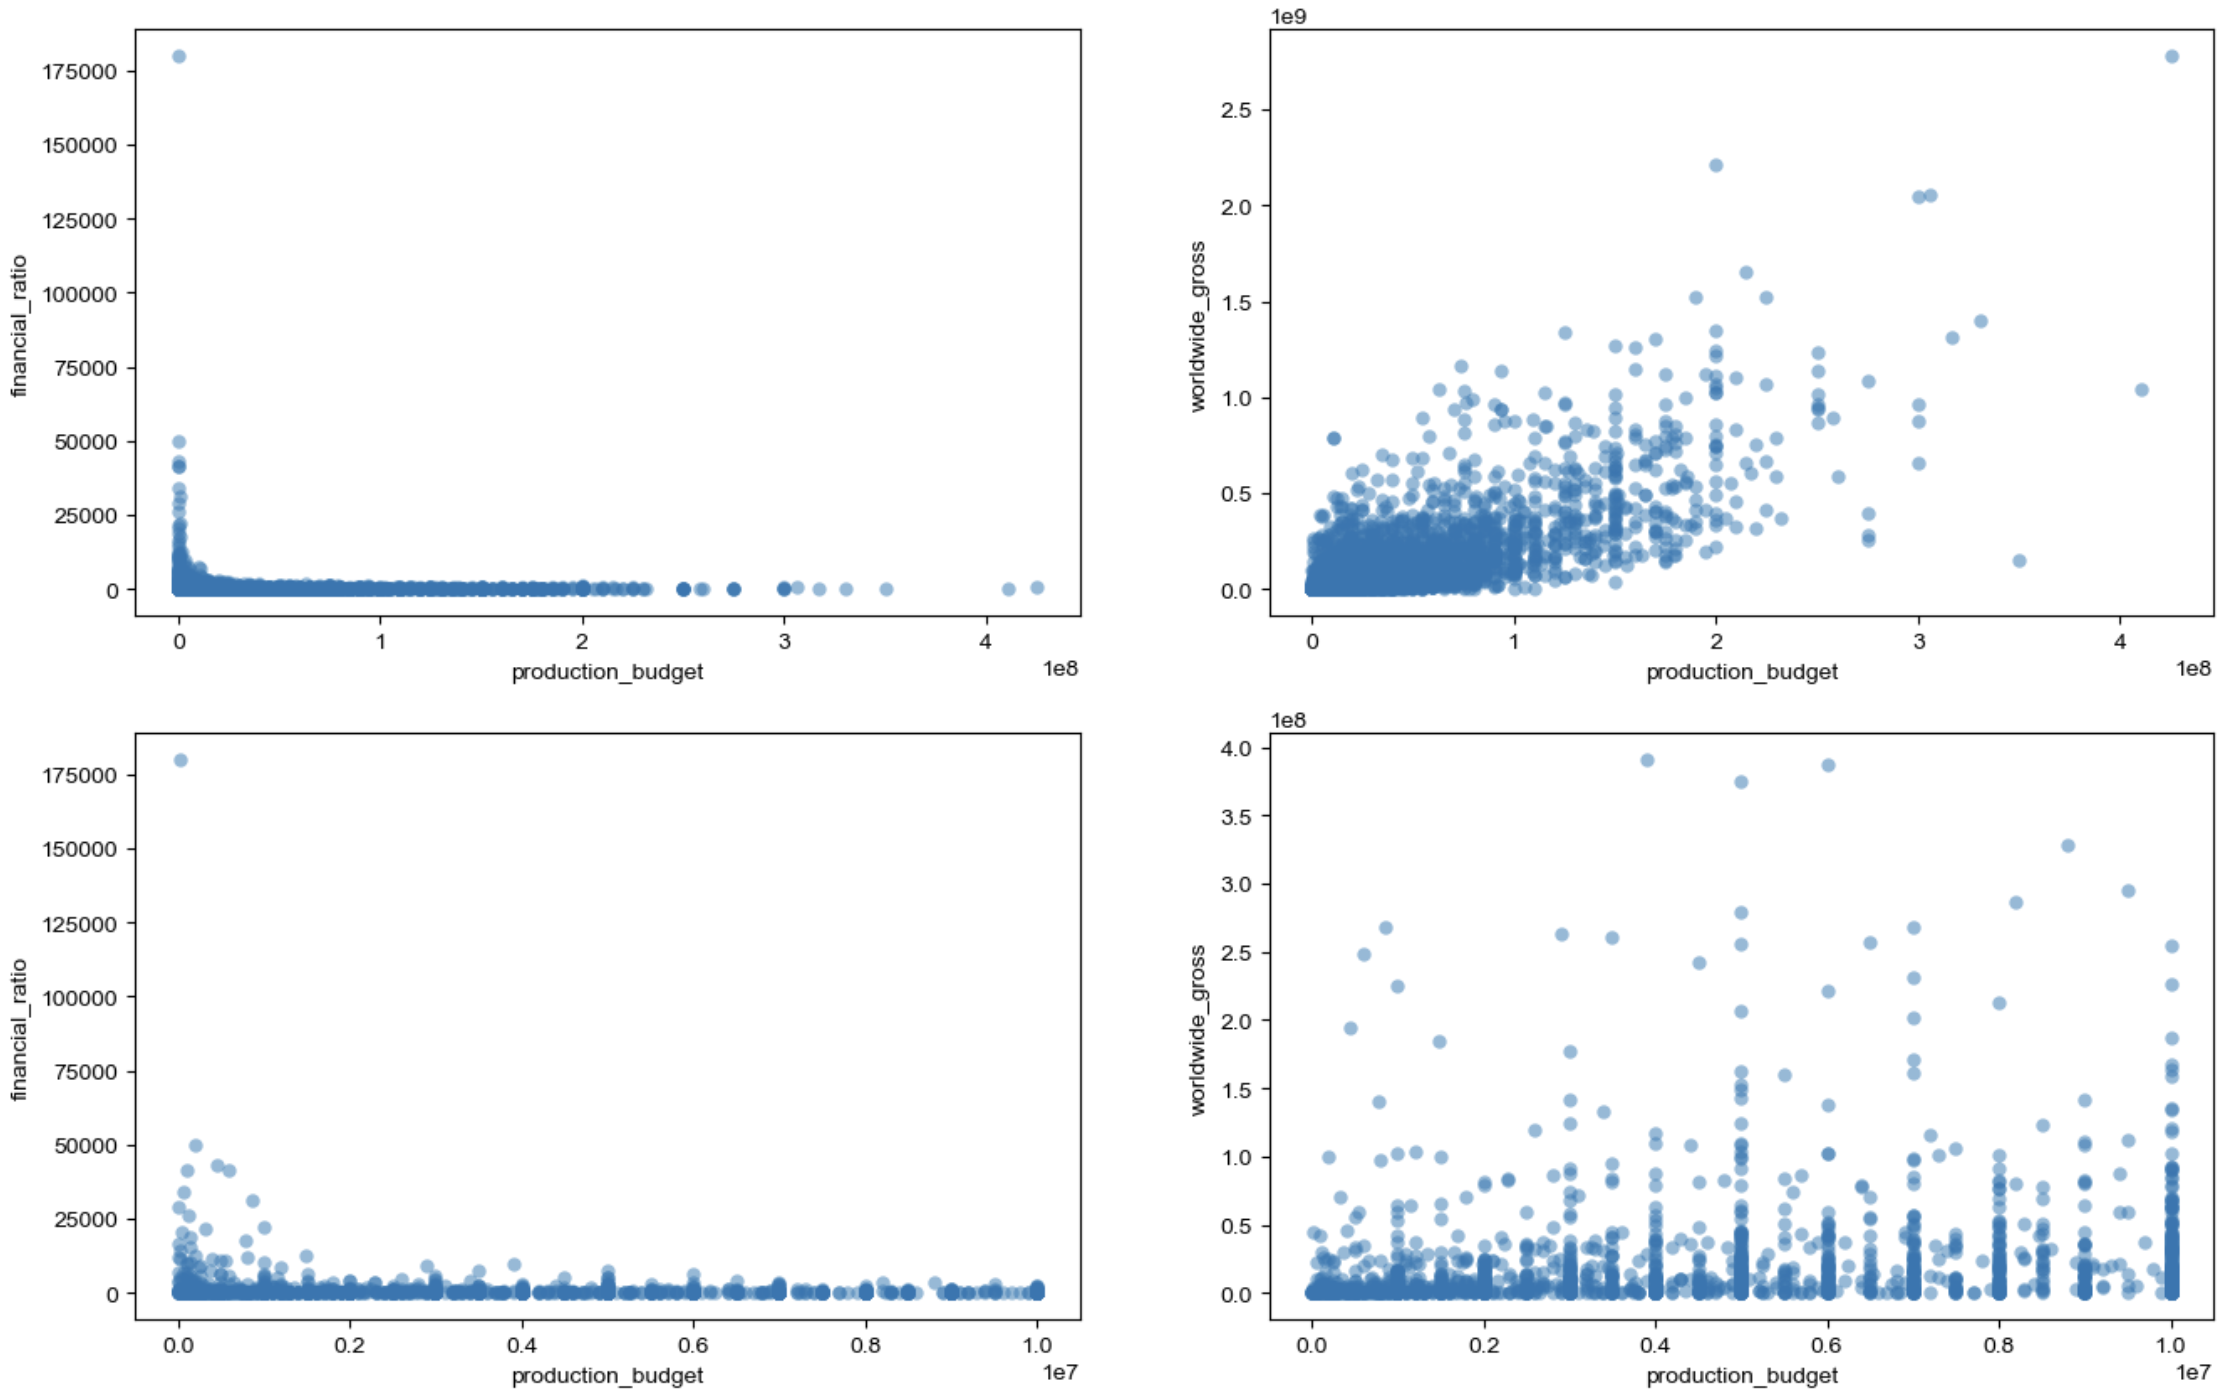 175000
150000
125000
100000
75000
50000
25000
0
financial_ratio
0 1 2 3 4
1e8
production_budget
1e9
2.5
2.0
1.5
1.0
0.5
0.0
worldwide_gross
0 1 2 3 4
1e8
production_budget
175000
150000
125000
100000
75000
50000
25000
0
financial_ratio
0.0 0.2 0.4 0.6 0.8 1.0
1e7
production_budget
1e8
4.0
3.5
3.0
2.5
2.0
1.5
1.0
0.5
0.0
worldwide_gross
0.0 0.2 0.4 0.6 0.8 1.0
1e7
production_budget